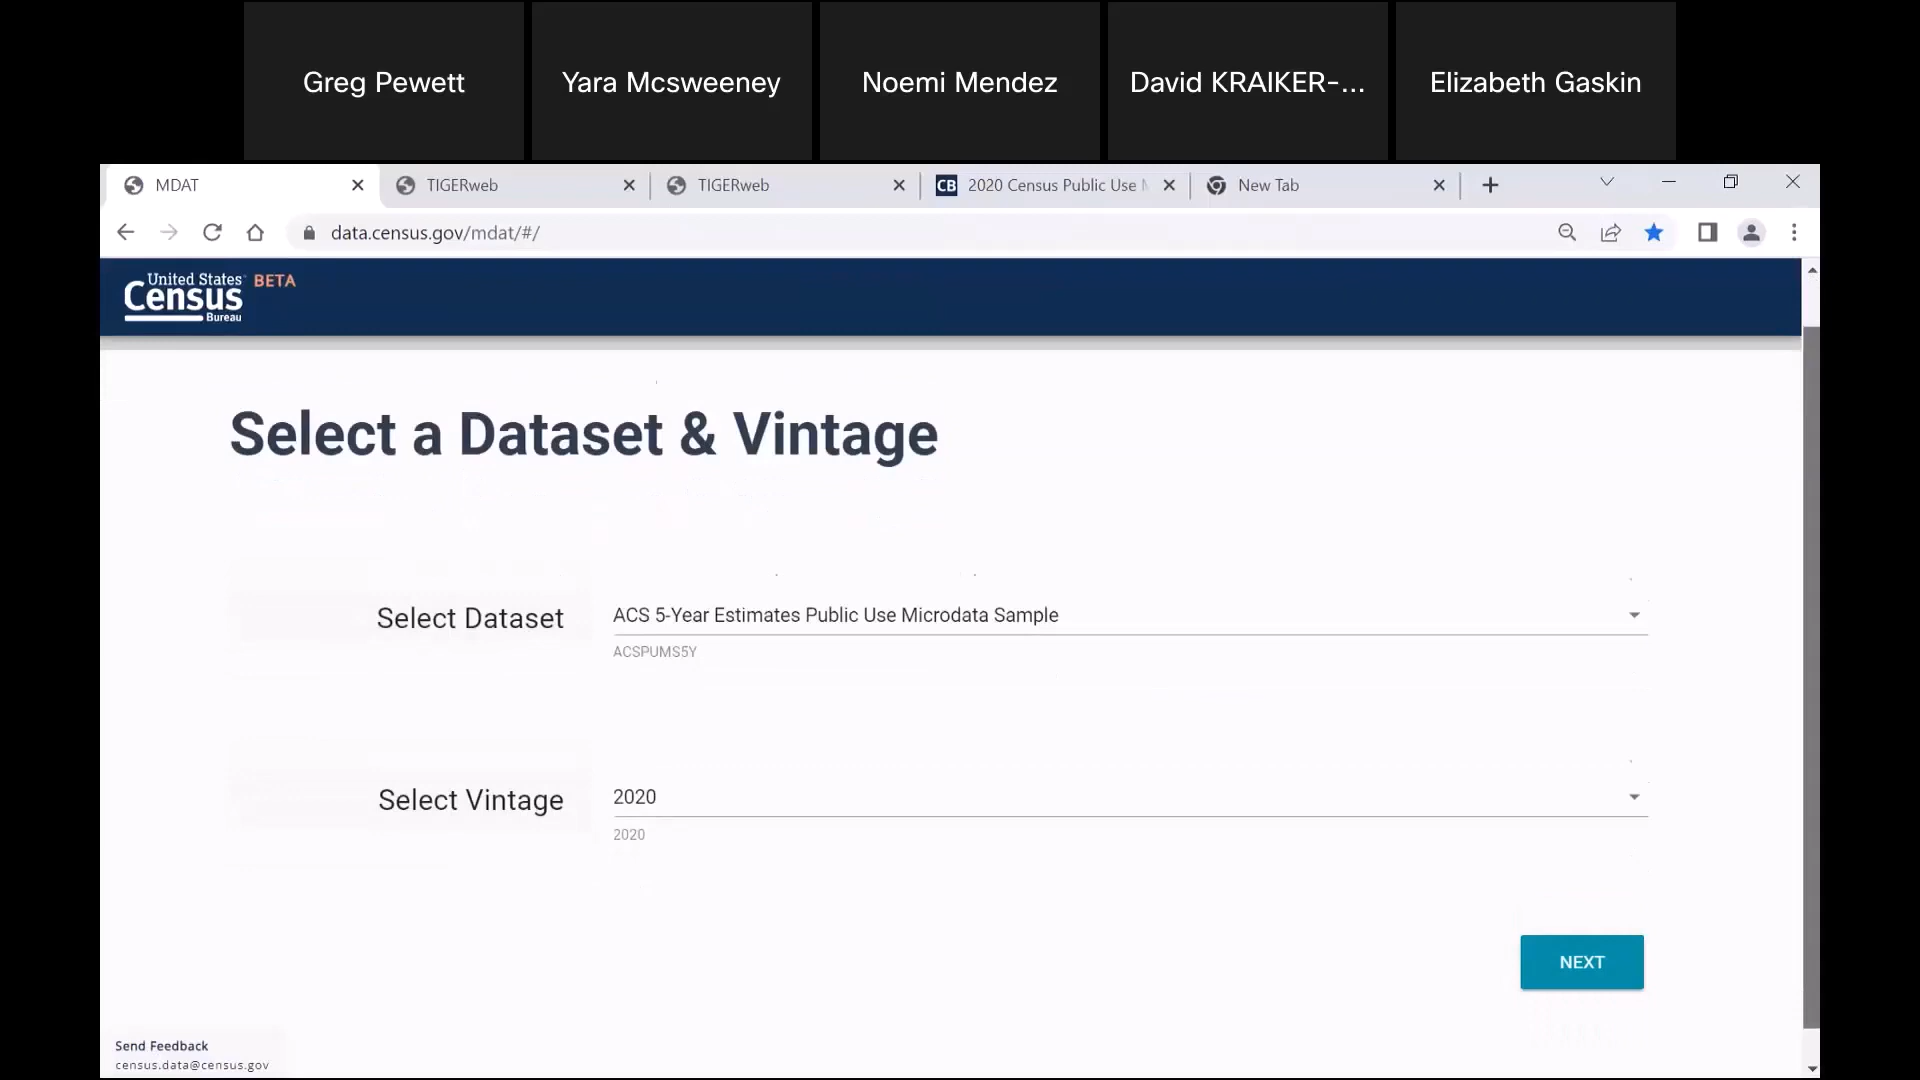 Greg Pewett
Yara Mcsweeney
Noemi Mendez
David KRAIKER-...
Elizabeth Gaskin
MDAT
TIGERweb
TIGERweb
CB 2020 Census Public Use
New Tab
data.census.gov/mdat/#/
United States
Census
Bureau
BETA
Select a Dataset & Vintage
Select Dataset
ACS 5-Year Estimates Public Use Microdata Sample
ACSPUMS5Y
Select Vintage
2020
2020
NEXT
Send Feedback
census.data@census.gov